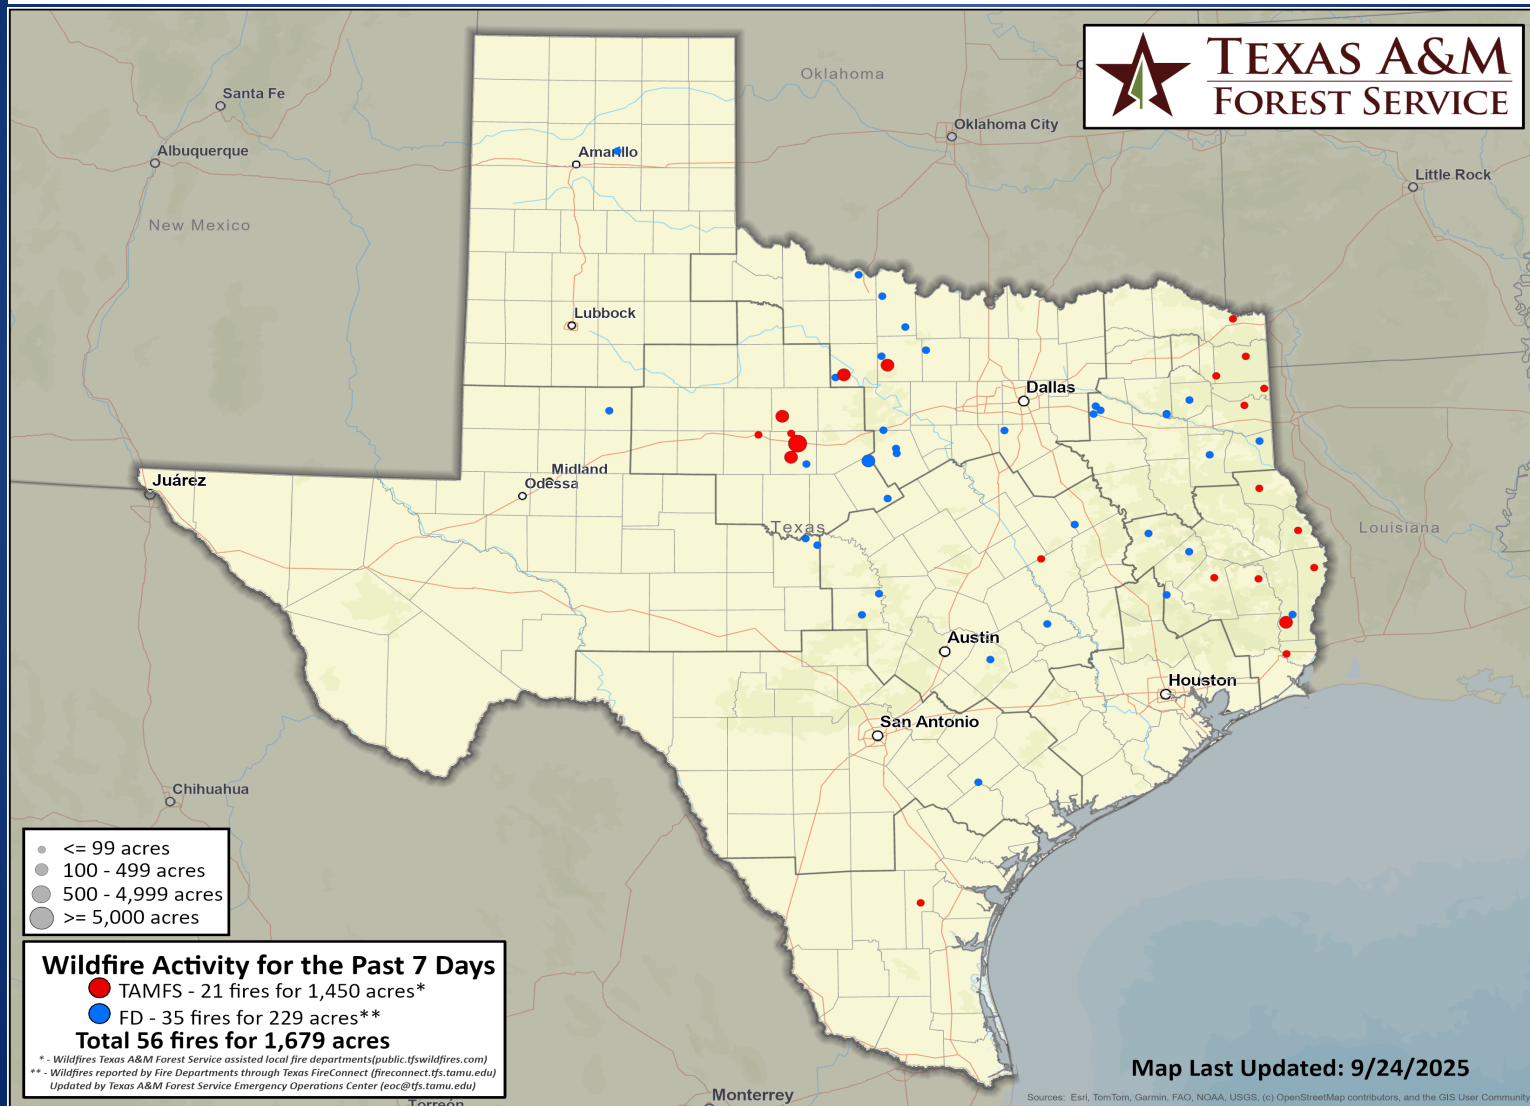 TEXAS A&M
FOREST SERVICE
Oklahoma
Santa Fe
Oklahoma City
Albuquerque
Amarillo
Little Rock
New Mexico
Lubbock
Dallas
Midland
Odessa
Juárez
Texas
Louisiana
Austin
Houston
San Antonio
Chihuahua
<= 99 acres
100 - 499 acres
500 - 4,999 acres
>= 5,000 acres
Wildfire Activity for the Past 7 Days
TAMFS - 21 fires for 1,450 acres*
FD - 35 fires for 229 acres**
Total 56 fires for 1,679 acres
* - Wildfires Texas A&M Forest Service assisted local fire departments(public.tfswildfires.com)
** - Wildfires reported by Fire Departments through Texas FireConnect (fireconnect.tfs.tamu.edu)
Updated by Texas A&M Forest Service Emergency Operations Center (eoc@tfs.tamu.edu)
Map Last Updated: 9/24/2025
Monterrey
Sources: Esri, TomTom, Garmin, FAO, NOAA, USGS, (c) OpenStreetMap contributors, and the GIS User Community
Torreón